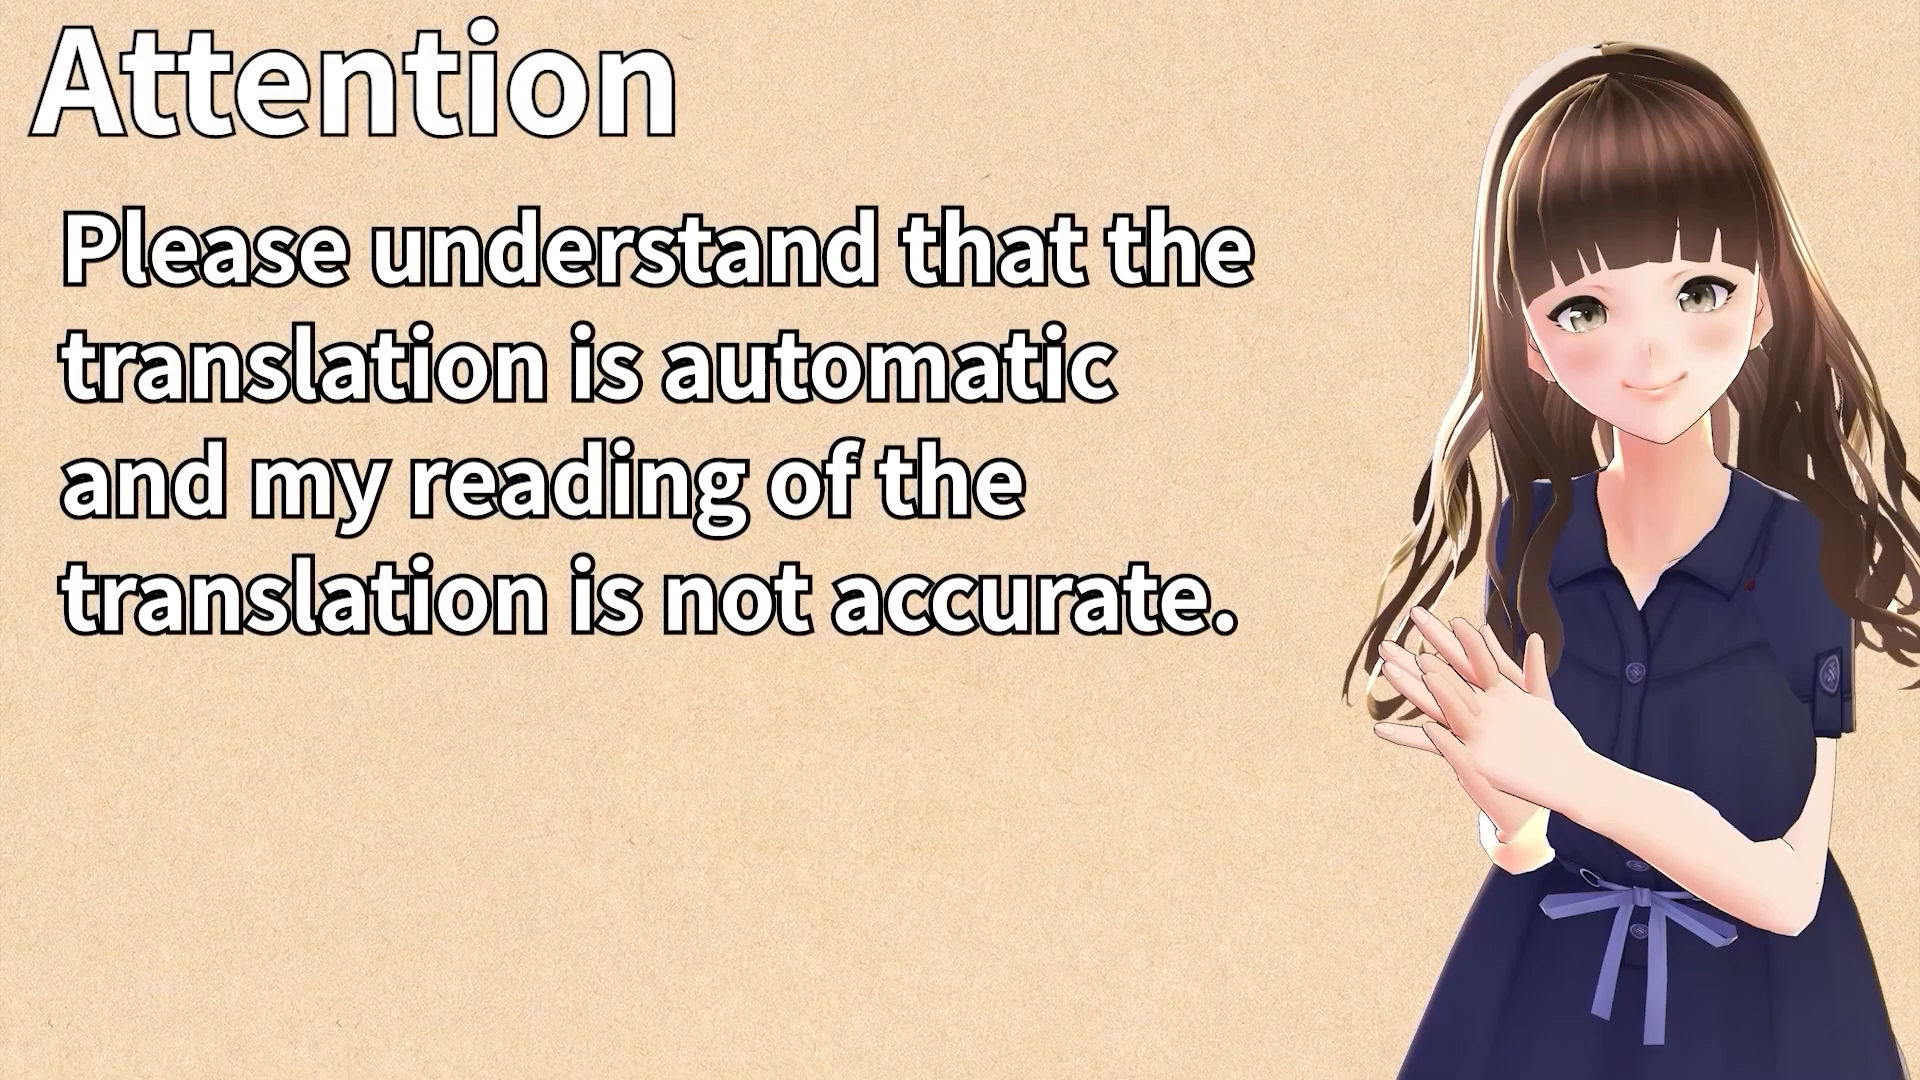 Attention
Please understand that the
translation is automatic
and my reading of the
translation is not accurate.